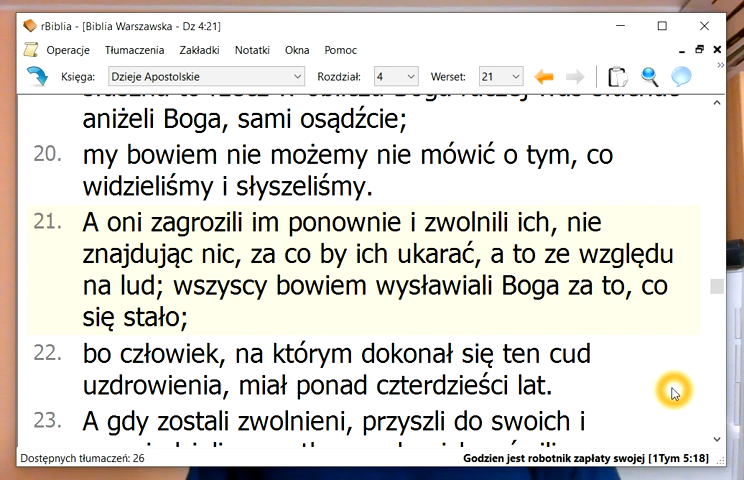 rBiblia - [Biblia Warszawska - Dz 4:21]
Operacje Tłumaczenia Zakładki Notatki Okna Pomoc
Księga: Dzieje Apostolskie Rozdział: 4 Werset: 21
aniżeli Boga, sami osądźcie;
20. my bowiem nie możemy nie mówić o tym, co
widzieliśmy i słyszeliśmy.
21. A oni zagrozili im ponownie i zwolnili ich, nie
znajdując nic, za co by ich ukarać, a to ze względu
na lud; wszyscy bowiem wysławiali Boga za to, co
się stało;
22. bo człowiek, na którym dokonał się ten cud
uzdrowienia, miał ponad czterdzieści lat.
23. A gdy zostali zwolnieni, przyszli do swoich i
Dostępnych tłumaczeń: 26 Godzien jest robotnik zapłaty swojej [1Tym 5:18]